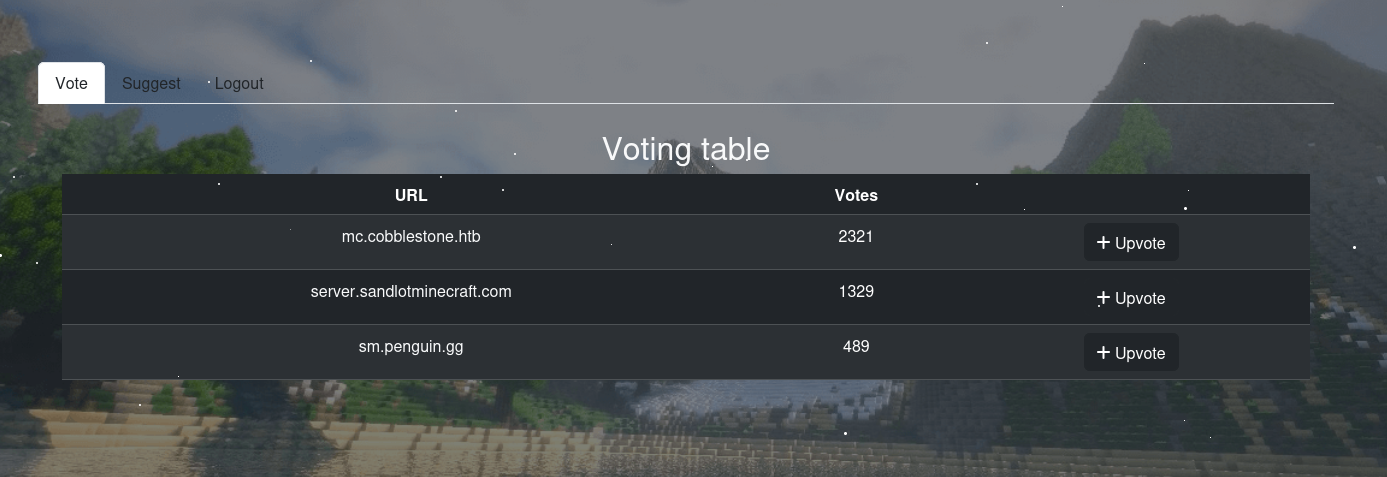 Vote Suggest Logout
Voting table
URL Votes
mc.cobblestone.htb 2321 + Upvote
server.sandlotminecraft.com 1329 + Upvote
sm.penguin.gg 489 + Upvote